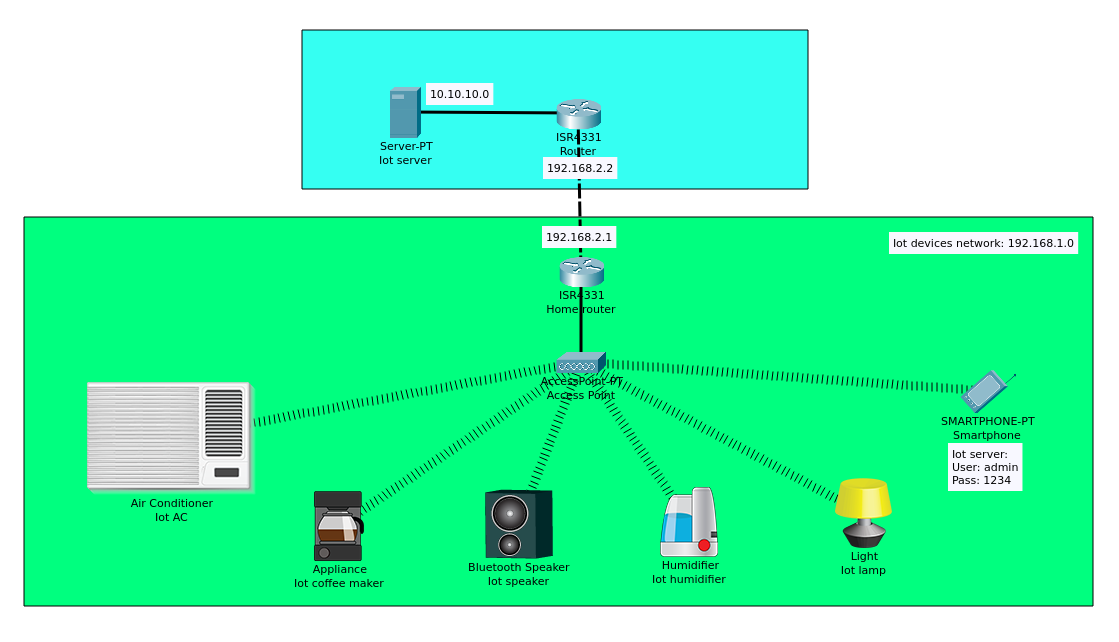 10.10.10.0
Server-PT
Iot server
ISR4331
Router
192.168.2.2
192.168.2.1
Iot devices network: 192.168.1.0
ISR4331
Home router
AccessPoint-PT
Access Point
SMARTPHONE-PT
Smartphone
Iot server:
User: admin
Pass: 1234
Air Conditioner
Iot AC
Appliance
Iot coffee maker
Bluetooth Speaker
Iot speaker
Humidifier
Iot humidifier
Light
Iot lamp